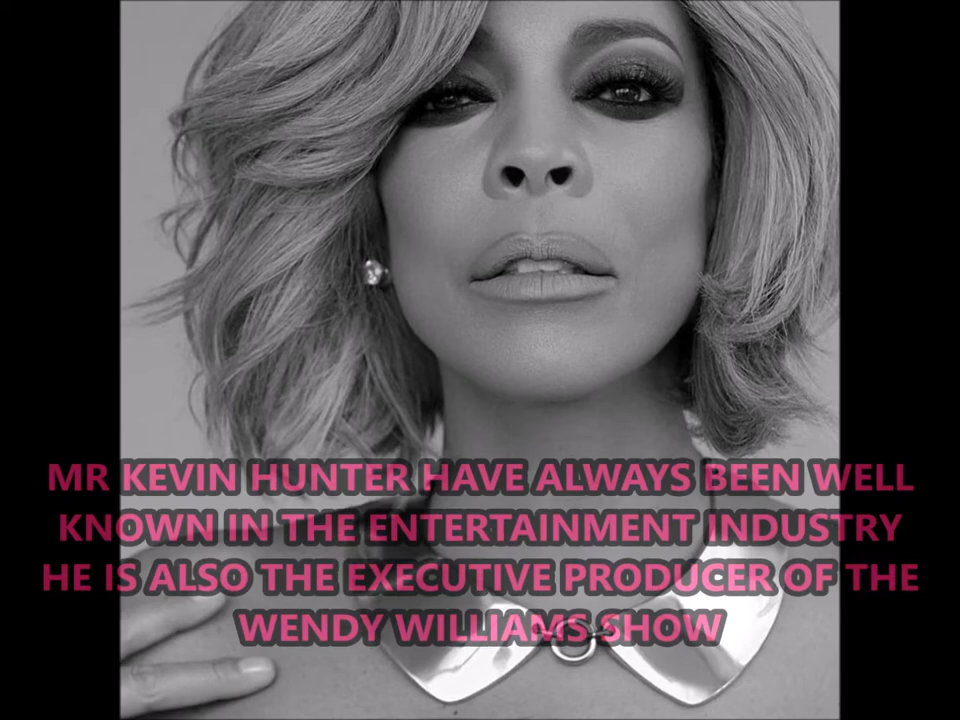 MR KEVIN HUNTER HAVE ALWAYS BEEN WELL
KNOWN IN THE ENTERTAINMENT INDUSTRY
HE IS ALSO THE EXECUTIVE PRODUCER OF THE
WENDY WILLIAMS SHOW